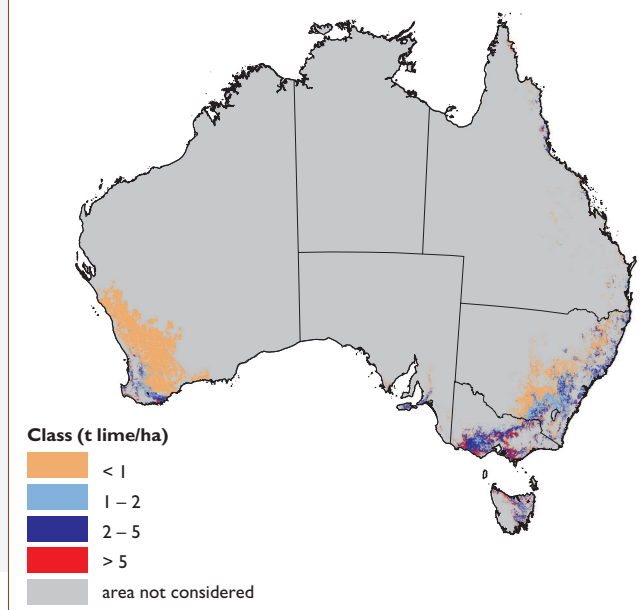 Class (t lime/ha)
< 1
1 – 2
2 – 5
> 5
area not considered